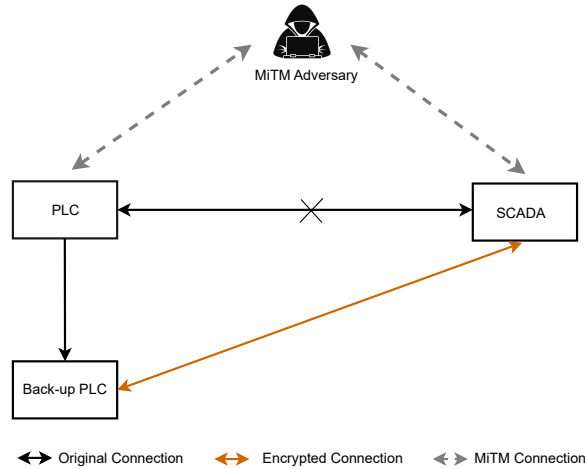 MiTM Adversary
PLC
SCADA
Back-up PLC
Original Connection
Encrypted Connection
MiTM Connection